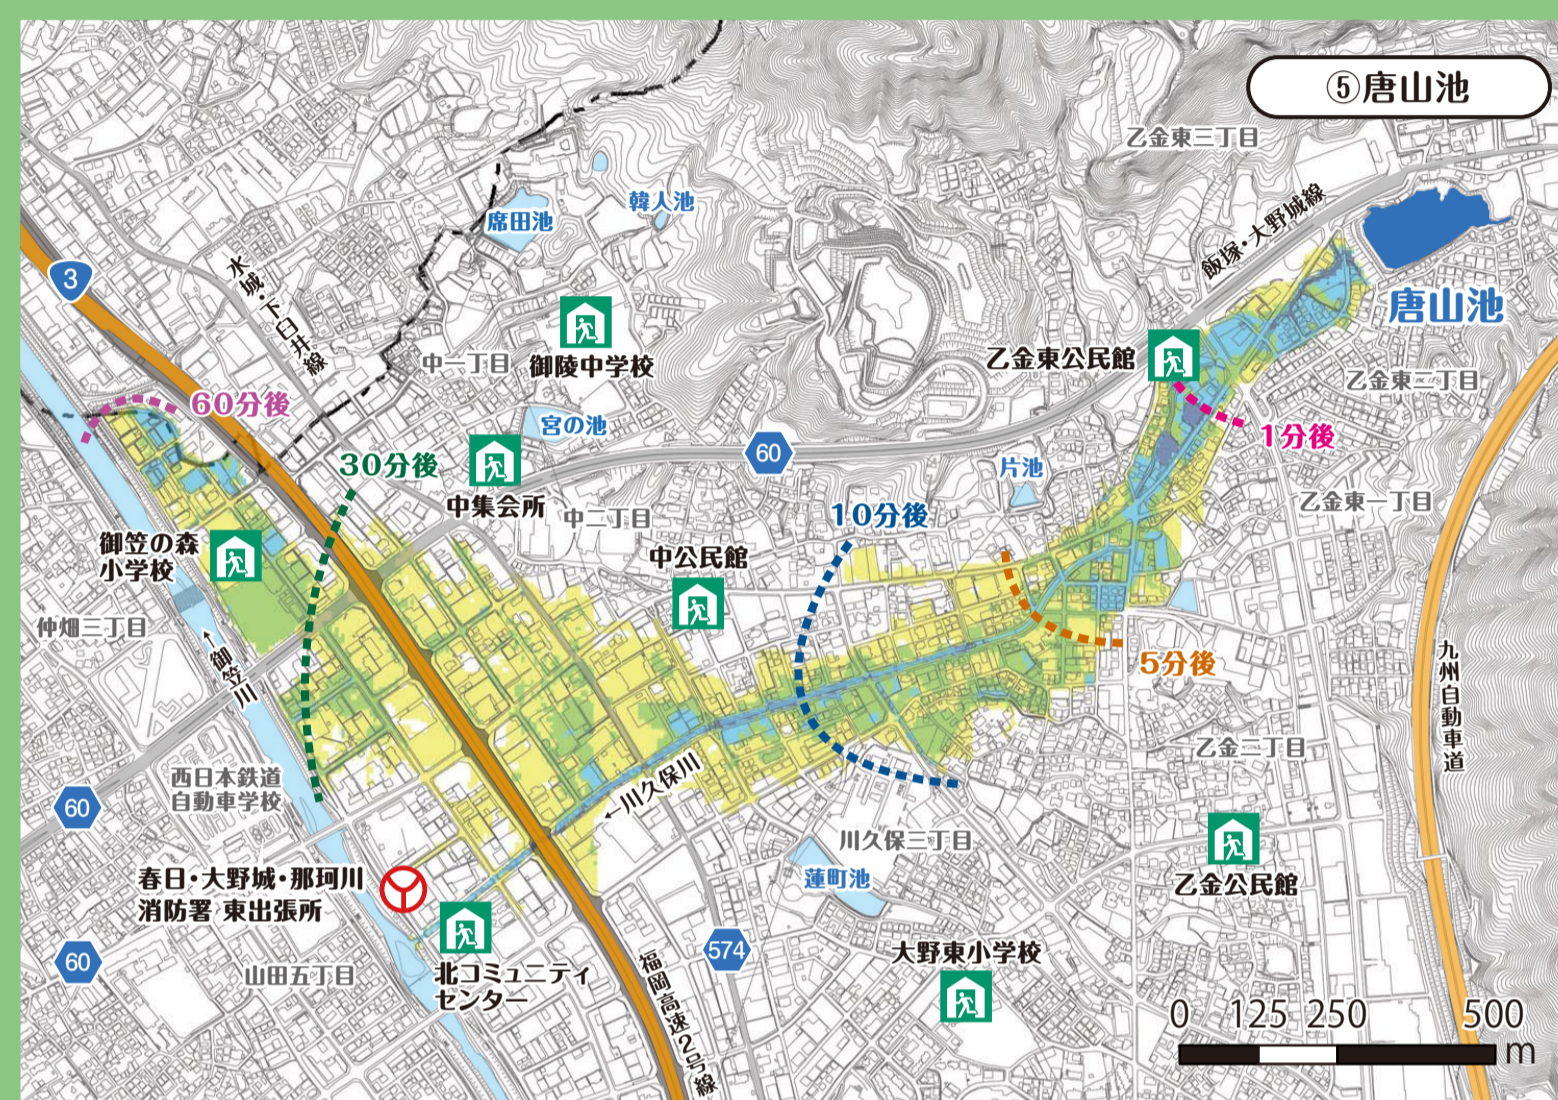 ⑤唐山池
乙金東三丁目
韓人池
席田池
飯塚・大野城線
3
水城・下臼井線
唐山池
御陵中学校
中一丁目
乙金東公民館
乙金東二丁目
60分後
宮の池
1分後
30分後
60
片池
中集会所
中二丁目
乙金東一丁目
10分後
御笠の森
小学校
中公民館
仲畑三丁目
←御笠川
5分後
九州自動車道
乙金二丁目
西日本鉄道
自動車学校
←川久保川
60
川久保三丁目
蓮町池
春日・大野城・那珂川
消防署 東出張所
乙金公民館
60
山田五丁目
北コミュニティ
センター
574
大野東小学校
福岡高速2号線
0 125 250 500
m